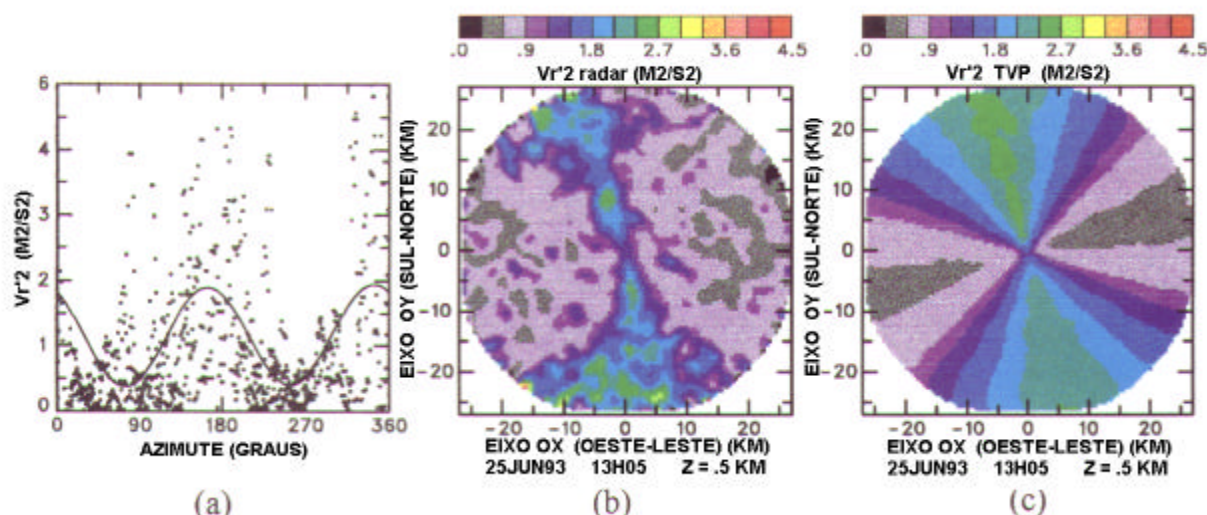 .0 .9 1.8 2.7 3.6 4.5
Vr'2 radar (M2/S2)
.0 .9 1.8 2.7 3.6 4.5
Vr'2 TVP (M2/S2)
6
5
4
3
2
1
0
Vr'2 (M2/S2)
0 90 180 270 360
AZIMUTE (GRAUS)
(a)
20
10
0
-10
-20
EIXO OY (SUL-NORTE) (KM)
-20 -10 0 10 20
EIXO OX (OESTE-LESTE) (KM)
25JUN93 13H05 Z = .5 KM
(b)
20
10
0
-10
-20
EIXO OY (SUL-NORTE) (KM)
-20 -10 0 10 20
EIXO OX (OESTE-LESTE) (KM)
25JUN93 13H05 Z = .5 KM
(c)